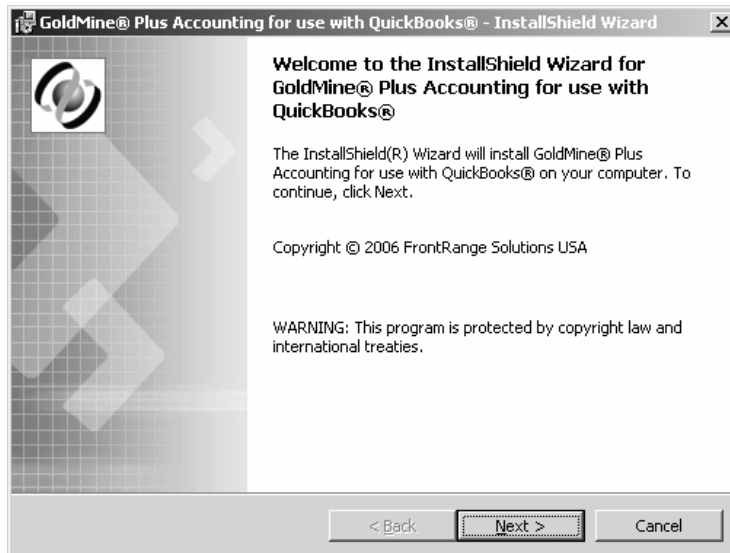 GoldMine® Plus Accounting for use with QuickBooks® - InstallShield Wizard
Welcome to the InstallShield Wizard for
GoldMine® Plus Accounting for use with
QuickBooks®
The InstallShield(R) Wizard will install GoldMine® Plus
Accounting for use with QuickBooks® on your computer. To
continue, click Next.
Copyright © 2006 FrontRange Solutions USA
WARNING: This program is protected by copyright law and
international treaties.
< Back
Next >
Cancel